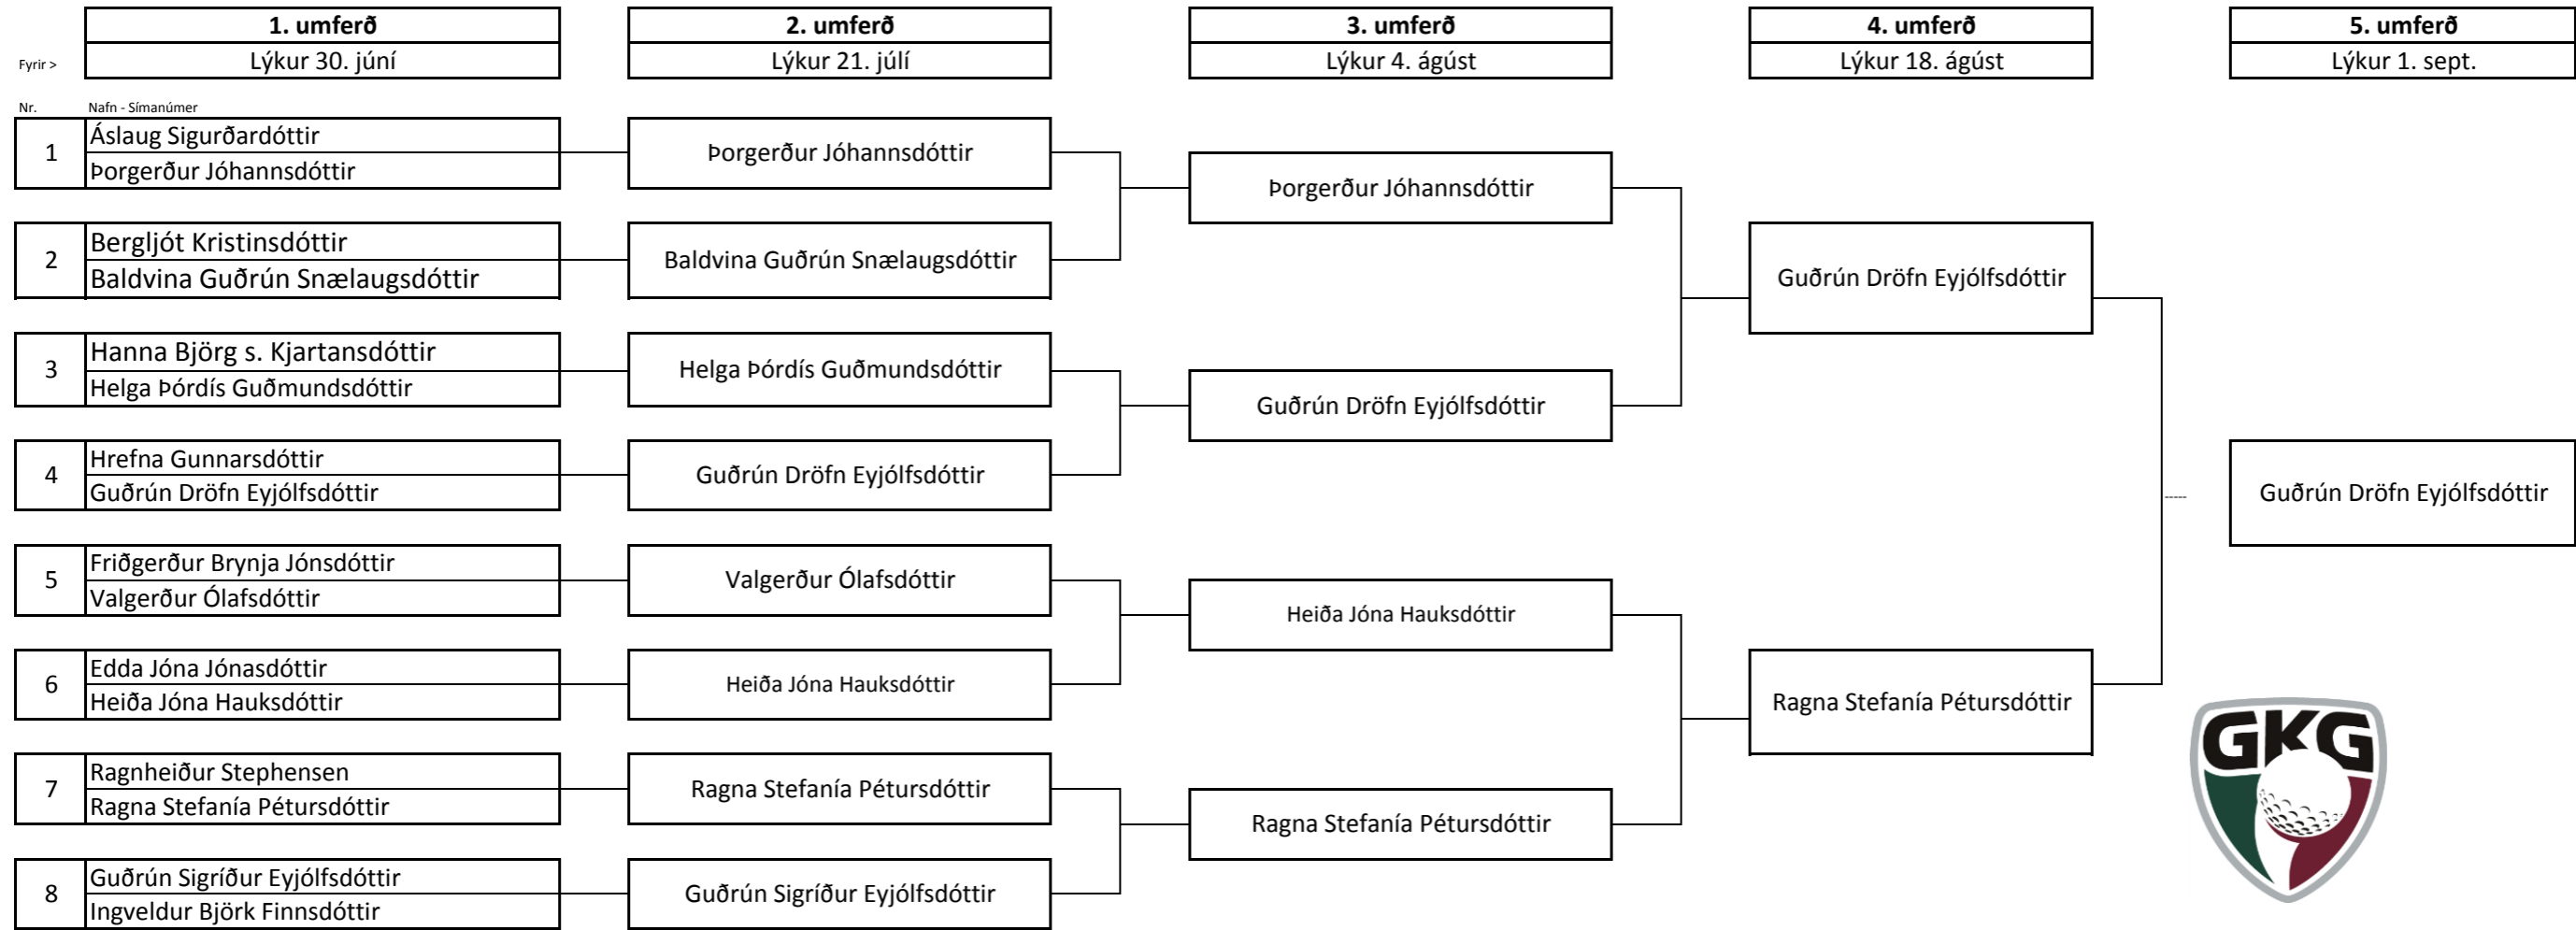 1. umferð
2. umferð
3. umferð
4. umferð
5. umferð
Fyrir >
Lýkur 30. júní
Lýkur 21. júlí
Lýkur 4. ágúst
Lýkur 18. ágúst
Lýkur 1. sept.
Nr.
Nafn - Símanúmer
1
Áslaug Sigurðardóttir
Þorgerður Jóhannsdóttir
2
Bergljót Kristinsdóttir
Baldvina Guðrún Snælaugsdóttir
3
Hanna Björg s. Kjartansdóttir
Helga Þórdís Guðmundsdóttir
4
Hrefna Gunnarsdóttir
Guðrún Dröfn Eyjólfsdóttir
5
Friðgerður Brynja Jónsdóttir
Valgerður Ólafsdóttir
6
Edda Jóna Jónasdóttir
Heiða Jóna Hauksdóttir
7
Ragnheiður Stephensen
Ragna Stefanía Pétursdóttir
8
Guðrún Sigríður Eyjólfsdóttir
Ingveldur Björk Finnsdóttir
Þorgerður Jóhannsdóttir
Baldvina Guðrún Snælaugsdóttir
Helga Þórdís Guðmundsdóttir
Guðrún Dröfn Eyjólfsdóttir
Valgerður Ólafsdóttir
Heiða Jóna Hauksdóttir
Ragna Stefanía Pétursdóttir
Guðrún Sigríður Eyjólfsdóttir
Þorgerður Jóhannsdóttir
Guðrún Dröfn Eyjólfsdóttir
Heiða Jóna Hauksdóttir
Ragna Stefanía Pétursdóttir
Guðrún Dröfn Eyjólfsdóttir
Ragna Stefanía Pétursdóttir
-----
Guðrún Dröfn Eyjólfsdóttir
GKG